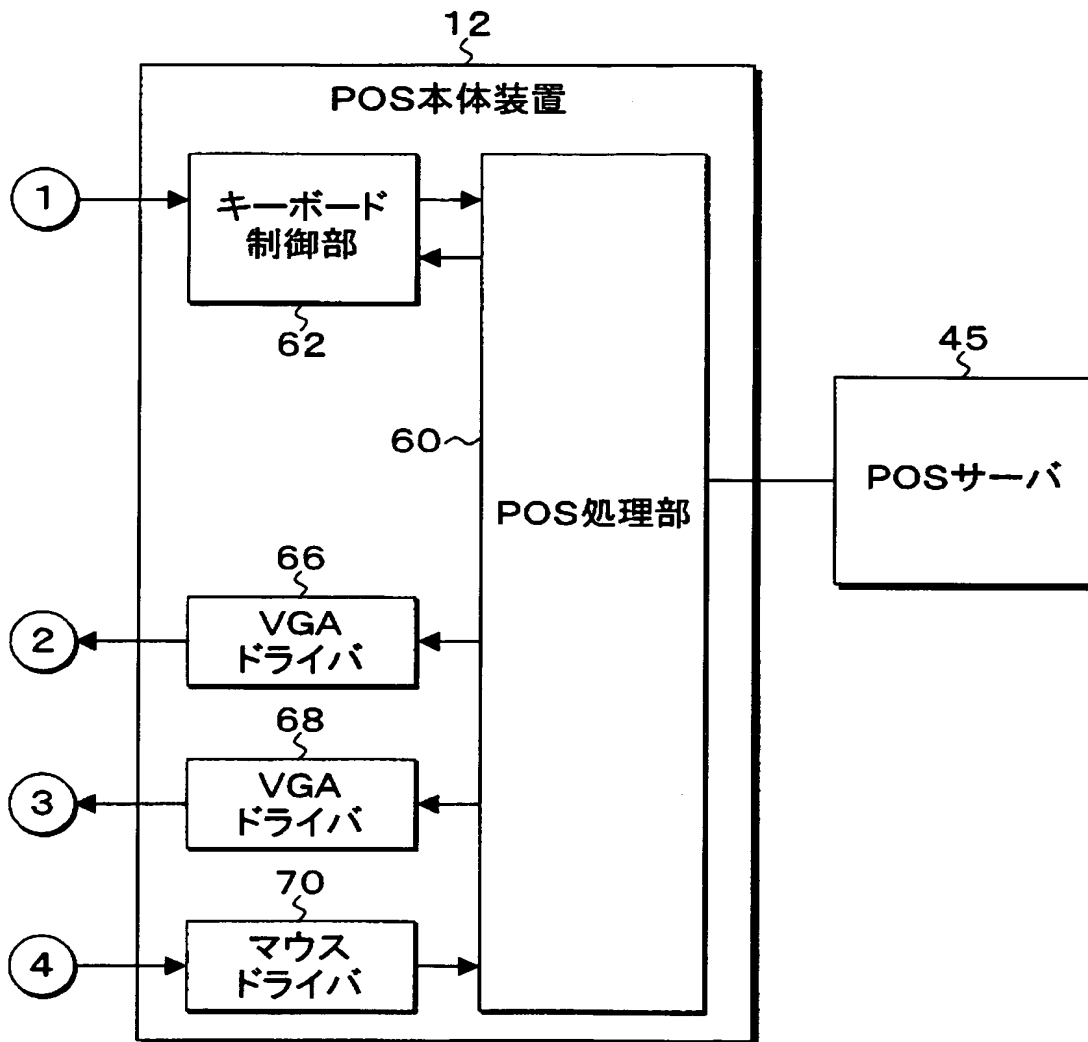 12
POS本体装置
1
キーボード
制御部
62
45
60
POS処理部
POSサーバ
66
2
VGA
ドライバ
68
3
VGA
ドライバ
70
4
マウス
ドライバ